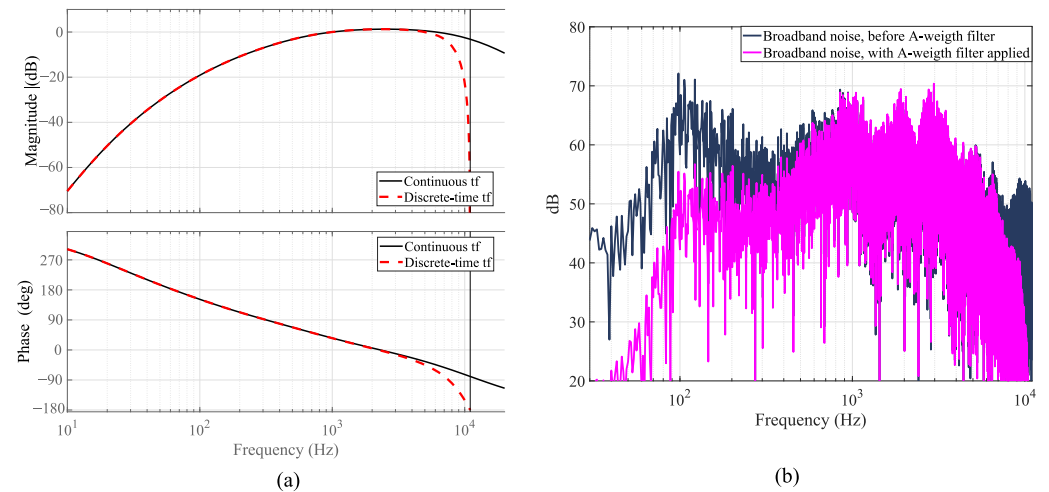 0
−20
−40
−60
−80
Magnitude |(dB)
Continuous tf
Discrete-time tf
270
180
90
0
−90
−180
Phase (deg)
Continuous tf
Discrete-time tf
10^1
10^2
10^3
10^4
Frequency (Hz)
(a)
80
70
60
50
40
30
20
dB
Broadband noise, before A-weigth filter
Broadband noise, with A-weigth filter applied
10^2
10^3
10^4
Frequency (Hz)
(b)